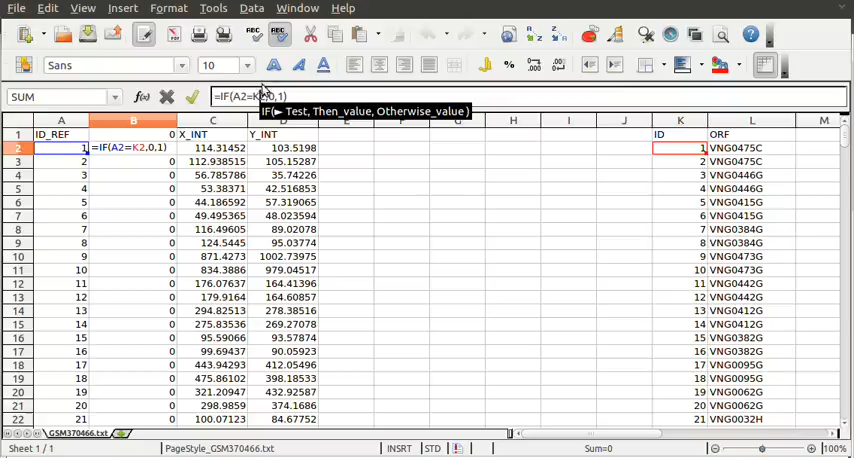 File Edit View Insert Format Tools Data Window Help
ABC ABC
Sans 10 A A A %
SUM f(x) =IF(A2=K2,0,1)
IF(► Test, Then_value, Otherwise_value )
A B C D E F G H I J K L M
1 ID_REF 0 X_INT Y_INT ID ORF
2 1 =IF(A2=K2,0,1) 114.31452 103.5198 1 VNG0475C
3 2 0 112.938515 105.15287 2 VNG0475C
4 3 0 56.785786 35.74226 3 VNG0446G
5 4 0 53.38371 42.516853 4 VNG0446G
6 5 0 44.186592 57.319065 5 VNG0415G
7 6 0 49.495365 48.023594 6 VNG0415G
8 7 0 116.49605 89.02078 7 VNG0384G
9 8 0 124.5445 95.03774 8 VNG0384G
10 9 0 871.4273 1002.73975 9 VNG0473G
11 10 0 834.3886 979.04517 10 VNG0473G
12 11 0 176.07637 164.41396 11 VNG0442G
13 12 0 179.9164 164.60857 12 VNG0442G
14 13 0 294.82513 278.38516 13 VNG0412G
15 14 0 275.83536 269.27078 14 VNG0412G
16 15 0 95.59066 93.57874 15 VNG0382G
17 16 0 99.69437 90.05923 16 VNG0382G
18 17 0 443.94293 412.05496 17 VNG0095G
19 18 0 475.86102 398.18533 18 VNG0095G
20 19 0 321.20947 432.92587 19 VNG0062G
21 20 0 298.9859 374.1686 20 VNG0062G
22 21 0 100.07123 84.67752 21 VNG0032H
GSM370466.txt
Sheet 1 / 1 PageStyle_GSM370466.txt INSRT STD Sum=0 100%